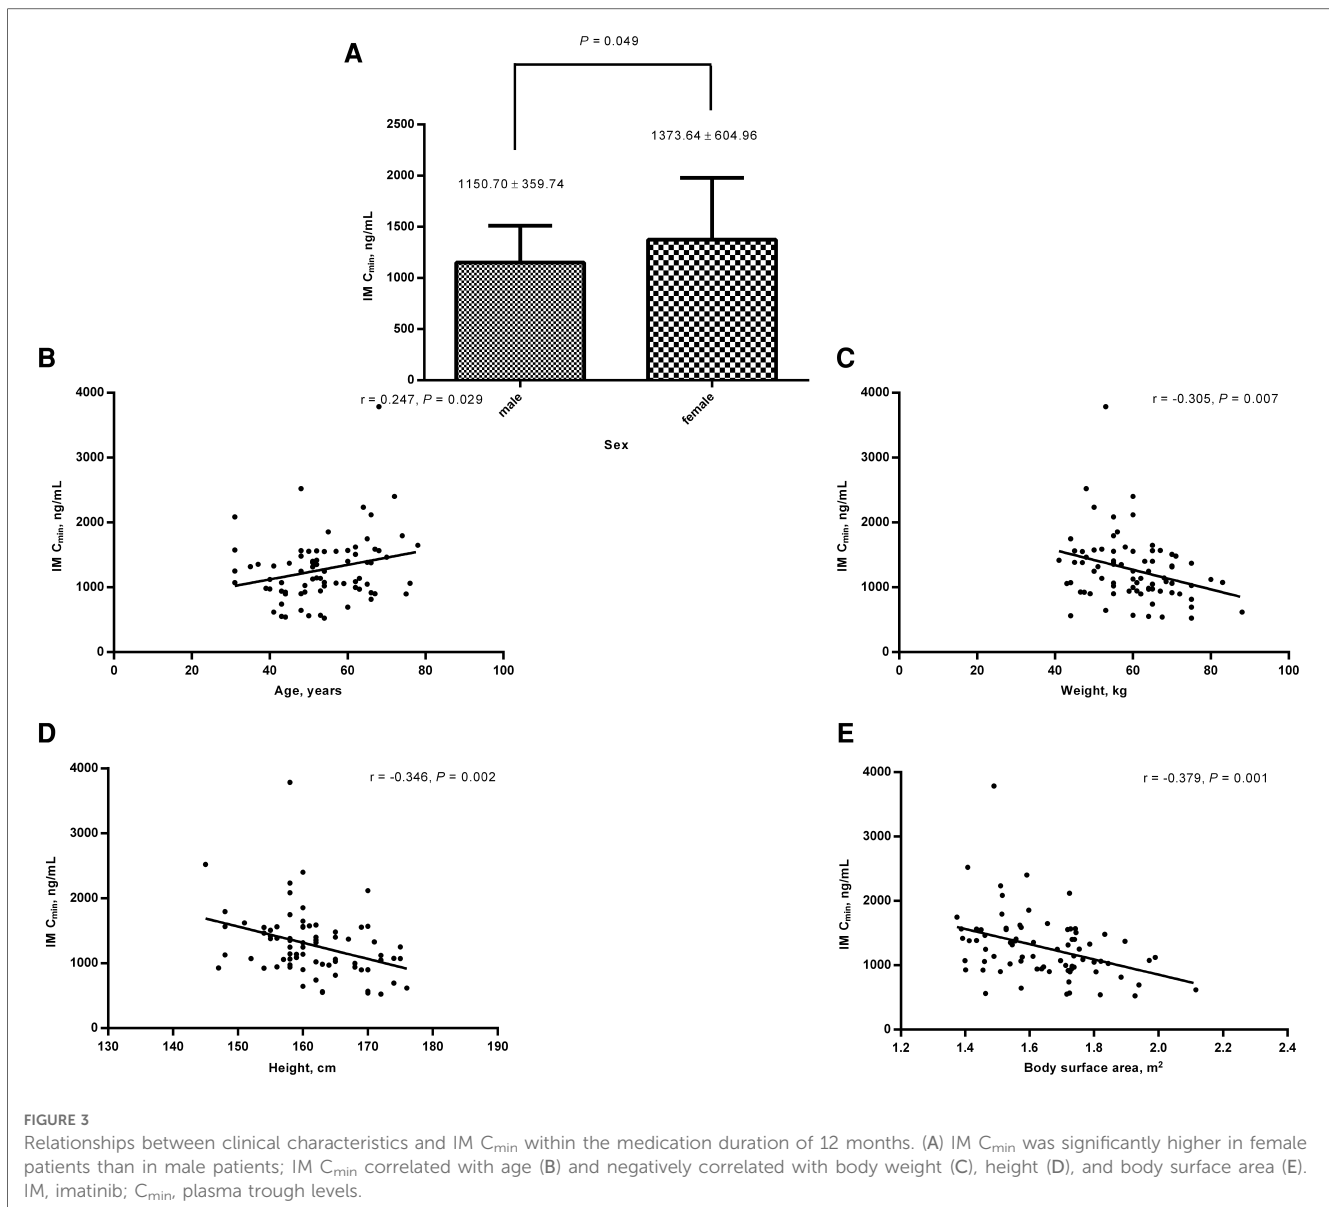 A
P = 0.049
2500
2000
1500
1000
500
0
IM Cmin, ng/mL
1150.70 ± 359.74
1373.64 ± 604.96
male
female
Sex
B
r = 0.247, P = 0.029
4000
3000
2000
1000
0
IM Cmin, ng/mL
0 20 40 60 80 100
Age, years
C
r = -0.305, P = 0.007
4000
3000
2000
1000
0
IM Cmin, ng/mL
0 20 40 60 80 100
Weight, kg
D
r = -0.346, P = 0.002
4000
3000
2000
1000
0
IM Cmin, ng/mL
130 140 150 160 170 180 190
Height, cm
E
r = -0.379, P = 0.001
4000
3000
2000
1000
0
IM Cmin, ng/mL
1.2 1.4 1.6 1.8 2.0 2.2 2.4
Body surface area, m²
FIGURE 3
Relationships between clinical characteristics and IM Cmin within the medication duration of 12 months. (A) IM Cmin was significantly higher in female
patients than in male patients; IM Cmin correlated with age (B) and negatively correlated with body weight (C), height (D), and body surface area (E).
IM, imatinib; Cmin, plasma trough levels.